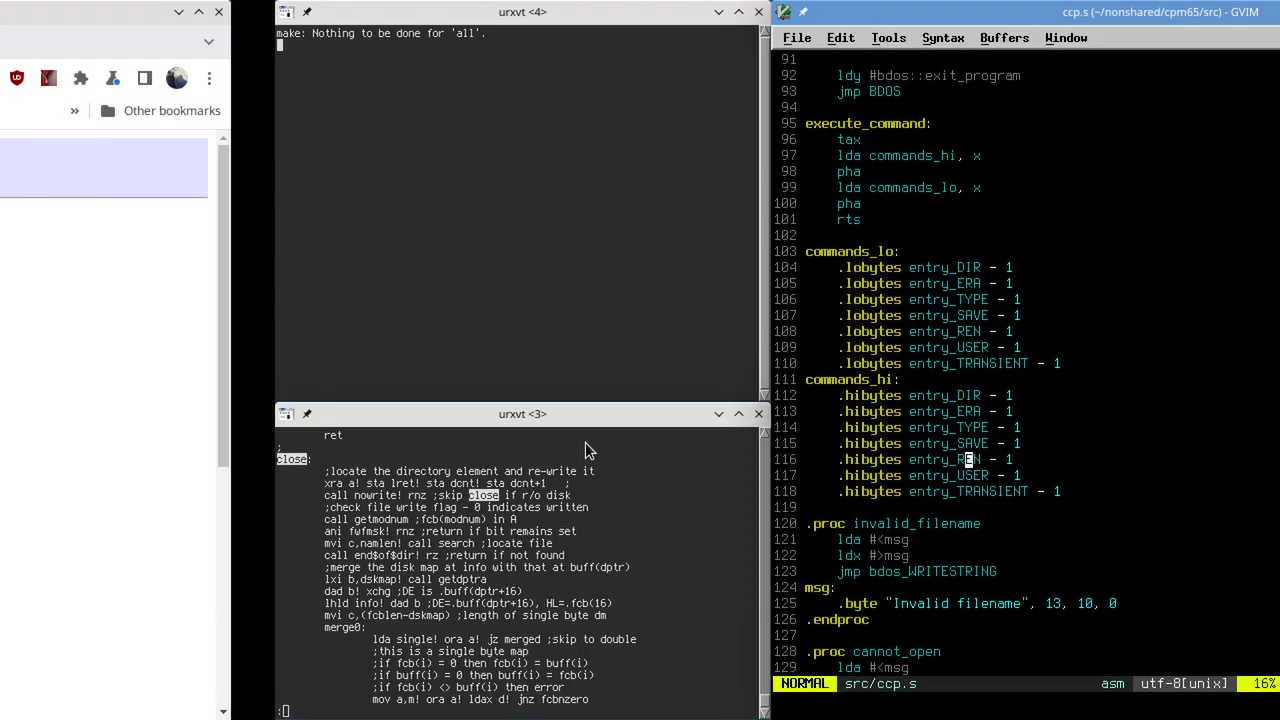 »
Other bookmarks
urxvt <4>
make: Nothing to be done for 'all'.
urxvt <3>
ret
;
close:
;locate the directory element and re-write it
xra a! sta lret! sta dcnt! sta dcnt+1   ;
call nowrite! rnz ;skip close if r/o disk
;check file write flag - 0 indicates written
call getmodnum ;fcb(modnum) in A
ani fwfmsk! rnz ;return if bit remains set
mvi c,namlen! call search ;locate file
call end$of$dir! rz ;return if not found
;merge the disk map at info with that at buff(dptr)
lxi b,dskmap! call getdptra
dad b! xchg ;DE is .buff(dptr+16)
lhld info! dad b ;DE=.buff(dptr+16), HL=.fcb(16)
mvi c,(fcblen-dskmap) ;length of single byte dm
merge0:
lda single! ora a! jz merged ;skip to double
;this is a single byte map
;if fcb(i) = 0 then fcb(i) = buff(i)
;if buff(i) = 0 then buff(i) = fcb(i)
;if fcb(i) <> buff(i) then error
mov a,m! ora a! ldax d! jnz fcbnzero
:
ccp.s (~/nonshared/cpm65/src) - GVIM
File Edit Tools Syntax Buffers Window
91
92 ldy #bdos::exit_program
93 jmp BDOS
94
95 execute_command:
96 tax
97 lda commands_hi, x
98 pha
99 lda commands_lo, x
100 pha
101 rts
102
103 commands_lo:
104 .lobytes entry_DIR - 1
105 .lobytes entry_ERA - 1
106 .lobytes entry_TYPE - 1
107 .lobytes entry_SAVE - 1
108 .lobytes entry_REN - 1
109 .lobytes entry_USER - 1
110 .lobytes entry_TRANSIENT - 1
111 commands_hi:
112 .hibytes entry_DIR - 1
113 .hibytes entry_ERA - 1
114 .hibytes entry_TYPE - 1
115 .hibytes entry_SAVE - 1
116 .hibytes entry_REN - 1
117 .hibytes entry_USER - 1
118 .hibytes entry_TRANSIENT - 1
119
120 .proc invalid_filename
121 lda #<msg
122 ldx #>msg
123 jmp bdos_WRITESTRING
124 msg:
125 .byte "Invalid filename", 13, 10, 0
126 .endproc
127
128 .proc cannot_open
129 lda #<msg
NORMAL src/ccp.s asm utf-8[unix] 16%